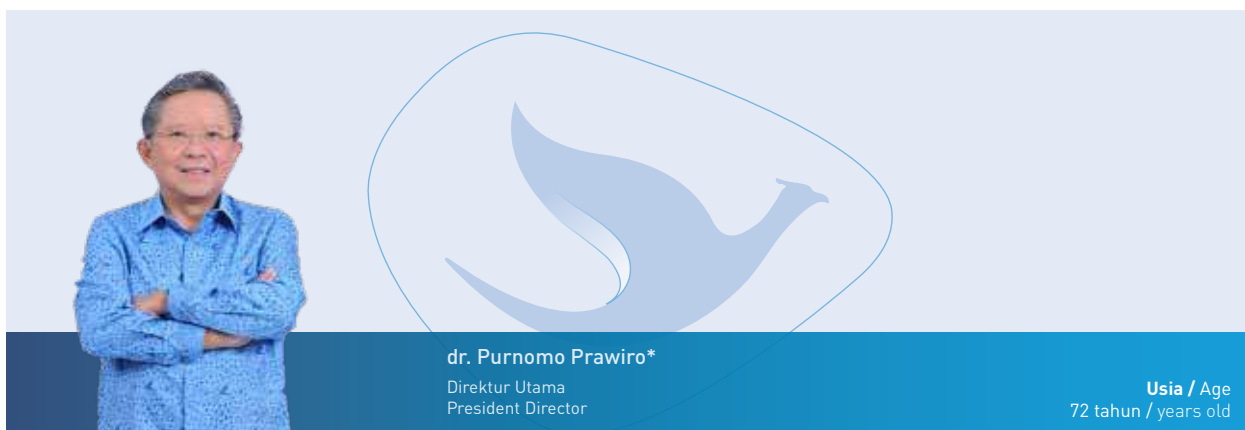 dr. Purnomo Prawiro*
Direktur Utama
President Director
Usia / Age
72 tahun / years old